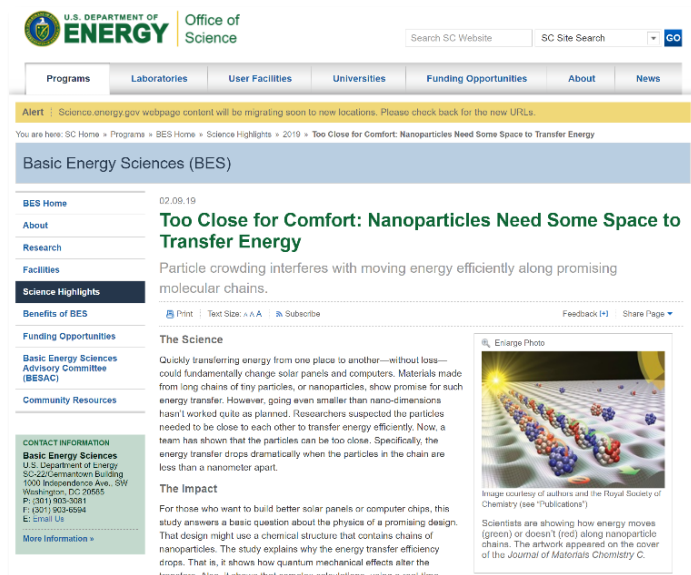 U.S. DEPARTMENT OF
ENERGY
Office of
Science
Search SC Website
SC Site Search
GO
Programs
Laboratories
User Facilities
Universities
Funding Opportunities
About
News
Alert | Science.energy.gov webpage content will be migrating soon to new locations. Please check back for the new URLs.
You are here: SC Home » Programs » BES Home » Science Highlights » 2019 » Too Close for Comfort: Nanoparticles Need Some Space to Transfer Energy
Basic Energy Sciences (BES)
BES Home
About
Research
Facilities
Science Highlights
Benefits of BES
Funding Opportunities
Basic Energy Sciences
Advisory Committee
(BESAC)
Community Resources
CONTACT INFORMATION
Basic Energy Sciences
U.S. Department of Energy
SC-22/Germantown Building
1000 Independence Ave., SW
Washington, DC 20585
P: (301) 903-3081
F: (301) 903-6594
E: Email Us
More Information »
02.09.19
Too Close for Comfort: Nanoparticles Need Some Space to
Transfer Energy
Particle crowding interferes with moving energy efficiently along promising
molecular chains.
Print
Text Size: A A A
Subscribe
Feedback [+]
Share Page
The Science
Quickly transferring energy from one place to another—without loss—
could fundamentally change solar panels and computers. Materials made
from long chains of tiny particles, or nanoparticles, show promise for such
energy transfer. However, going even smaller than nano-dimensions
hasn't worked quite as planned. Researchers suspected the particles
needed to be close to each other to transfer energy efficiently. Now, a
team has shown that the particles can be too close. Specifically, the
energy transfer drops dramatically when the particles in the chain are
less than a nanometer apart.
The Impact
For those who want to build better solar panels or computer chips, this
study answers a basic question about the physics of a promising design.
That design might use a chemical structure that contains chains of
nanoparticles. The study explains why the energy transfer efficiency
drops. That is, it shows how quantum mechanical effects alter the
Enlarge Photo
Image courtesy of authors and the Royal Society of
Chemistry (see "Publications")
Scientists are showing how energy moves
(green) or doesn't (red) along nanoparticle
chains. The artwork appeared on the cover
of the Journal of Materials Chemistry C.